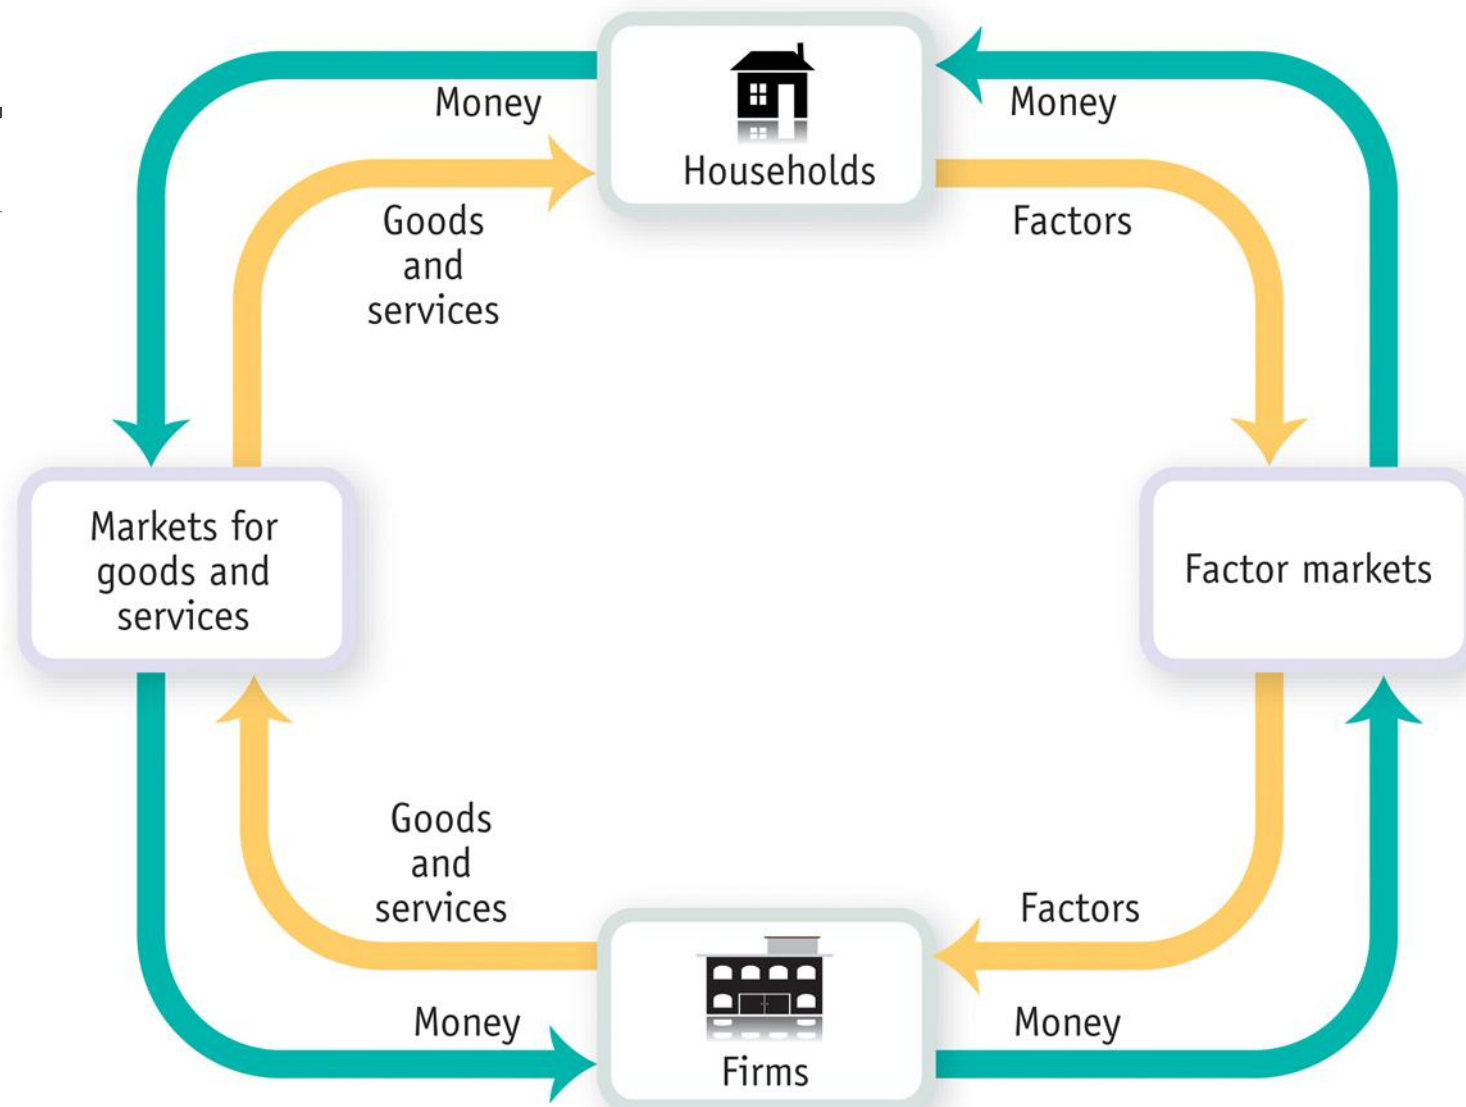 Households
Money
Money
Goods
and
services
Factors
Markets for
goods and
services
Factor markets
Goods
and
services
Factors
Money
Money
Firms